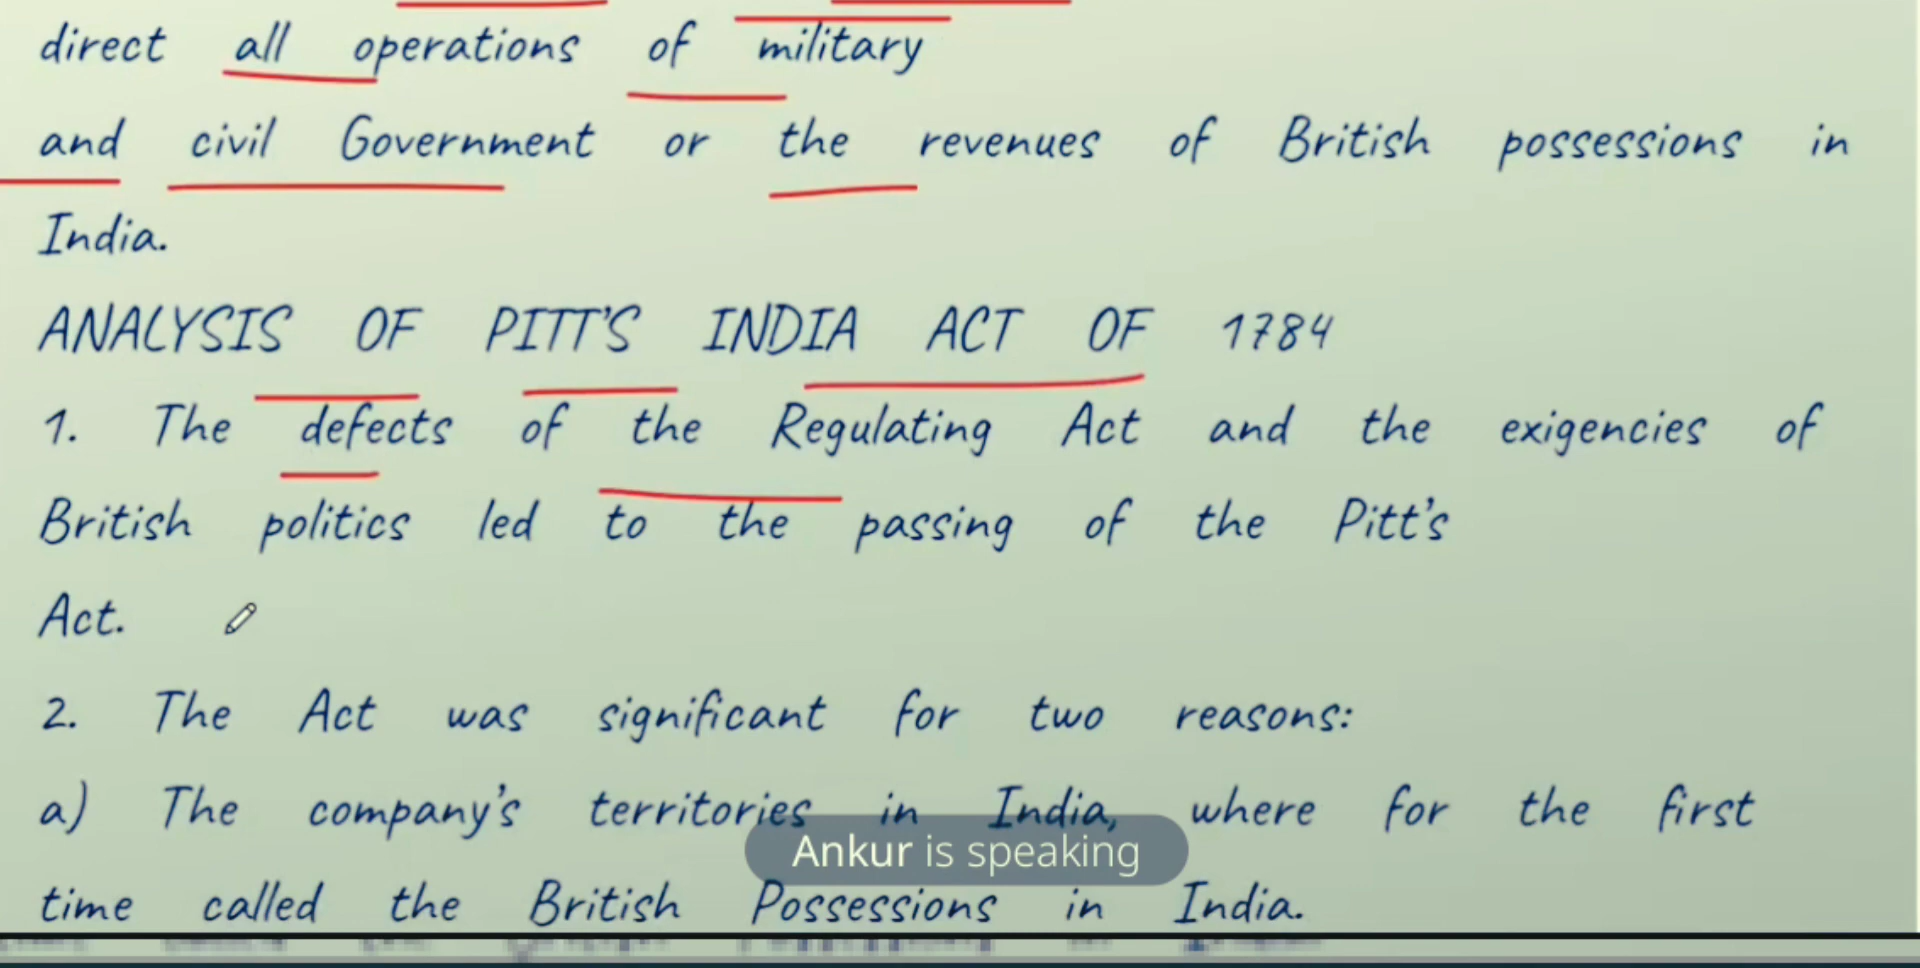 direct all operations of military
and civil Government or the revenues of British possessions in
India.
ANALYSIS OF PITT'S INDIA ACT OF 1784
1. The defects of the Regulating Act and the exigencies of
British politics led to the passing of the Pitt's
Act.
2. The Act was significant for two reasons:
a) The company's territories in India, where for the first
Ankur is speaking
time called the British Possessions in India.